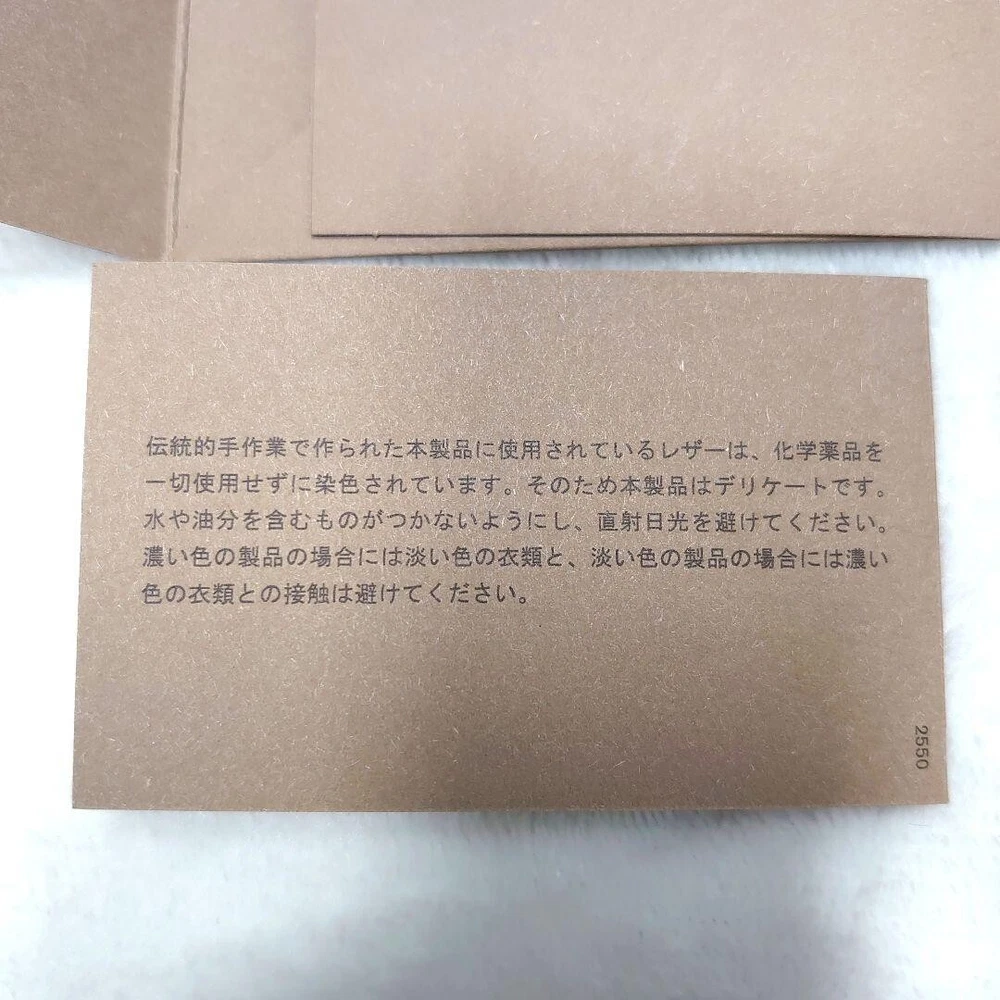 伝統的手作業で作られた本製品に使用されているレザーは、化学薬品を
一切使用せずに染色されています。そのため本製品はデリケートです。
水や油分を含むものがつかないようにし、直射日光を避けてください。
濃い色の製品の場合には淡い色の衣類と、淡い色の製品の場合には濃い
色の衣類との接触は避けてください。
2550